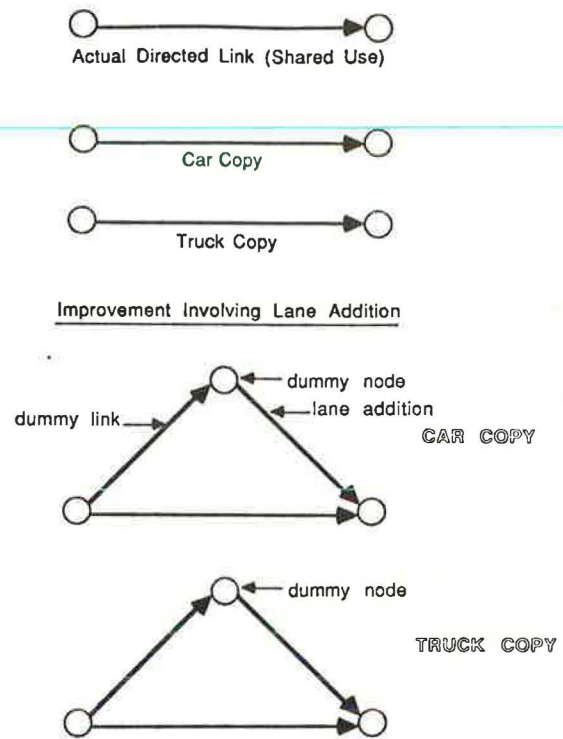 Actual Directed Link (Shared Use)
Car Copy
Truck Copy
Improvement Involving Lane Addition
dummy node
dummy link
lane addition
CAR COPY
dummy node
TRUCK COPY